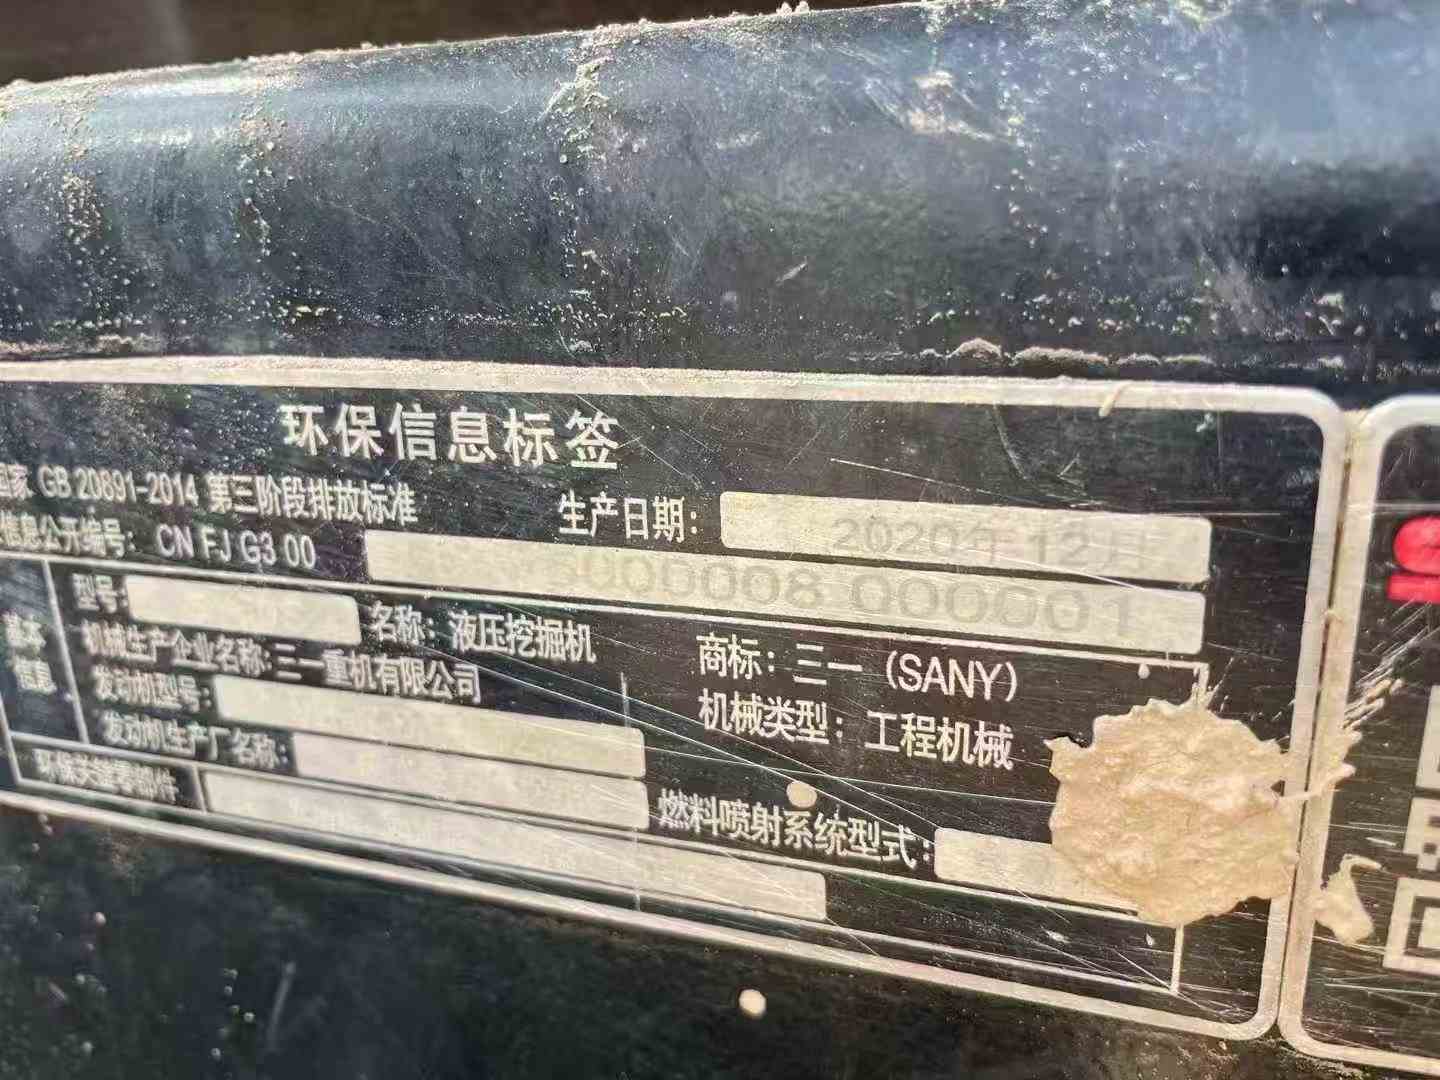 环保信息标签
国家 GB 20891-2014 第三阶段排放标准
生产日期: 2020年12月
信息公开编号: CN FJ G3 00 000008 000001
基本信息
型号: 名称: 液压挖掘机 商标: 三一 (SANY)
机械生产企业名称: 三一重机有限公司 机械类型: 工程机械
发动机型号:
发动机生产厂名称:
环保关键零部件 燃料喷射系统型式: